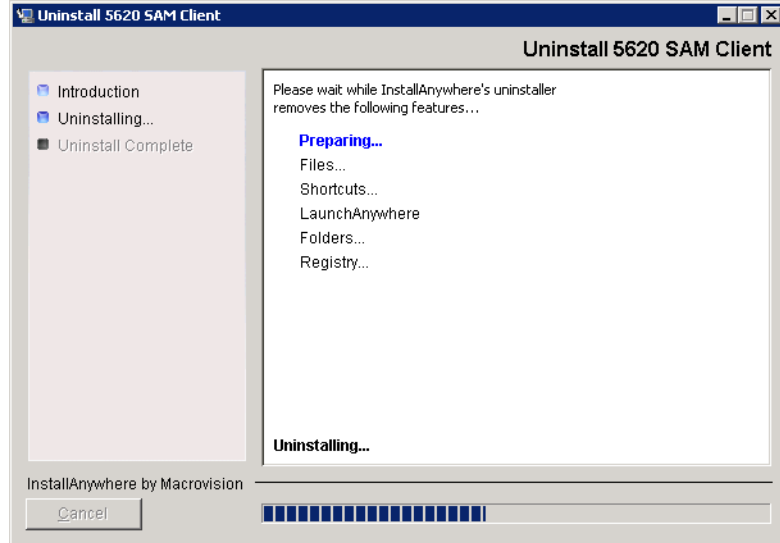 Uninstall 5620 SAM Client
Uninstall 5620 SAM Client
Introduction
Uninstalling...
Uninstall Complete
Please wait while InstallAnywhere's uninstaller
removes the following features...
Preparing...
Files...
Shortcuts...
LaunchAnywhere
Folders...
Registry...
Uninstalling...
InstallAnywhere by Macrovision
Cancel